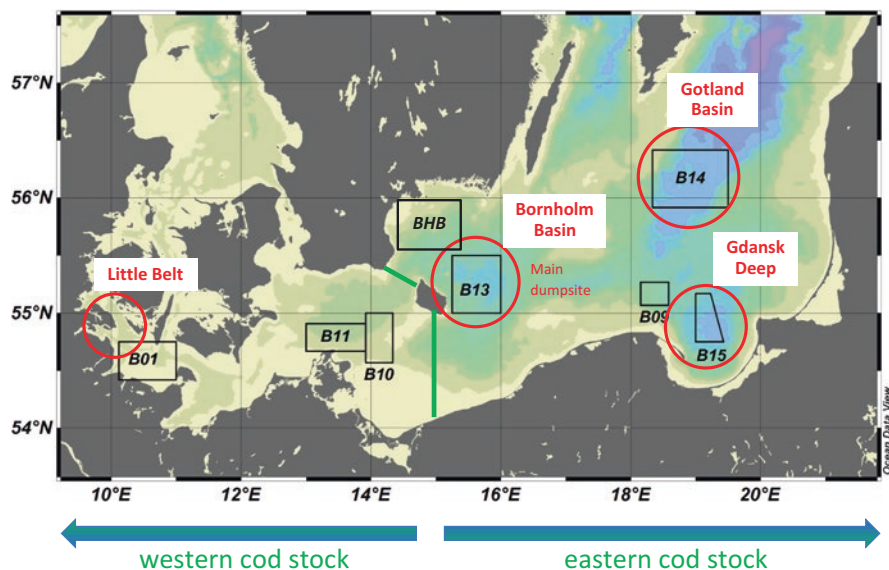 57°N
56°N
55°N
54°N
Gotland
Basin
B14
BHB
Bornholm
Basin
Main
dumpsite
B13
Gdansk
Deep
Little Belt
B09
B11
B01
B10
B15
Ocean Data View
10°E
12°E
14°E
16°E
18°E
20°E
western cod stock
eastern cod stock